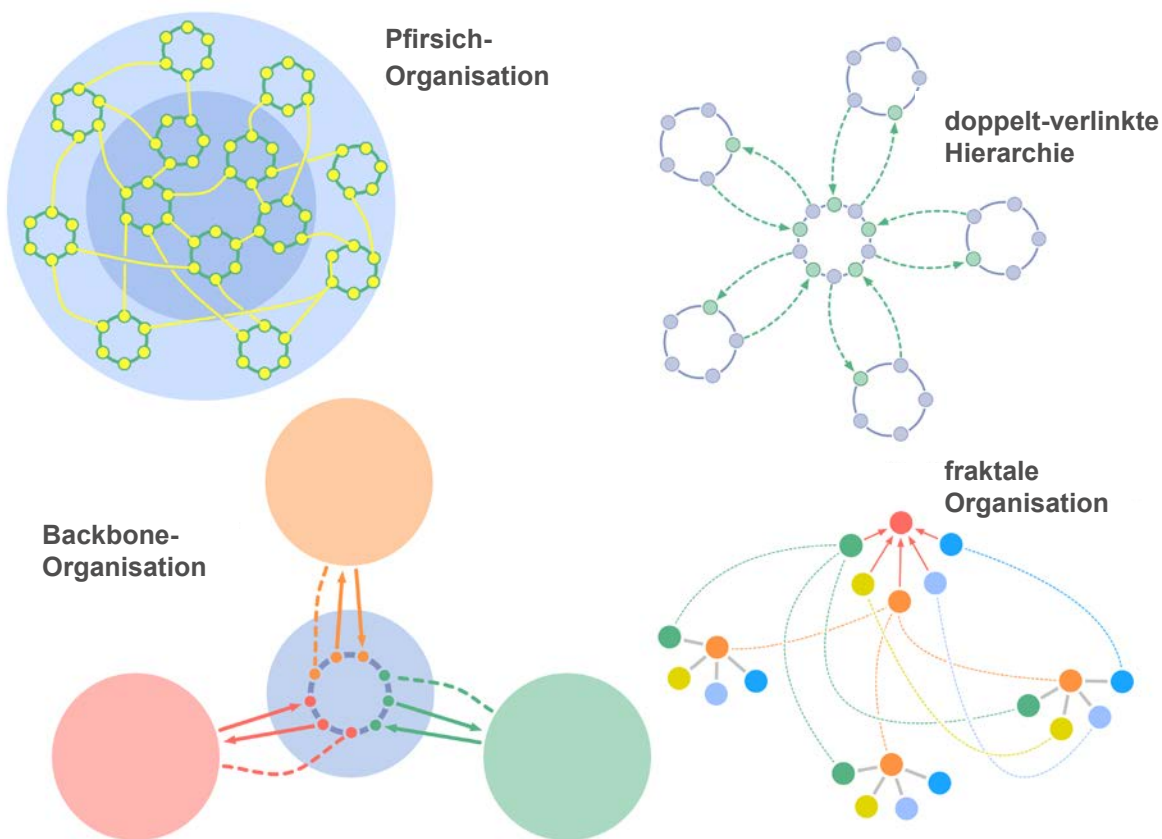 Pfirsich-
Organisation
doppelt-verlinkte
Hierarchie
Backbone-
Organisation
fraktale
Organisation